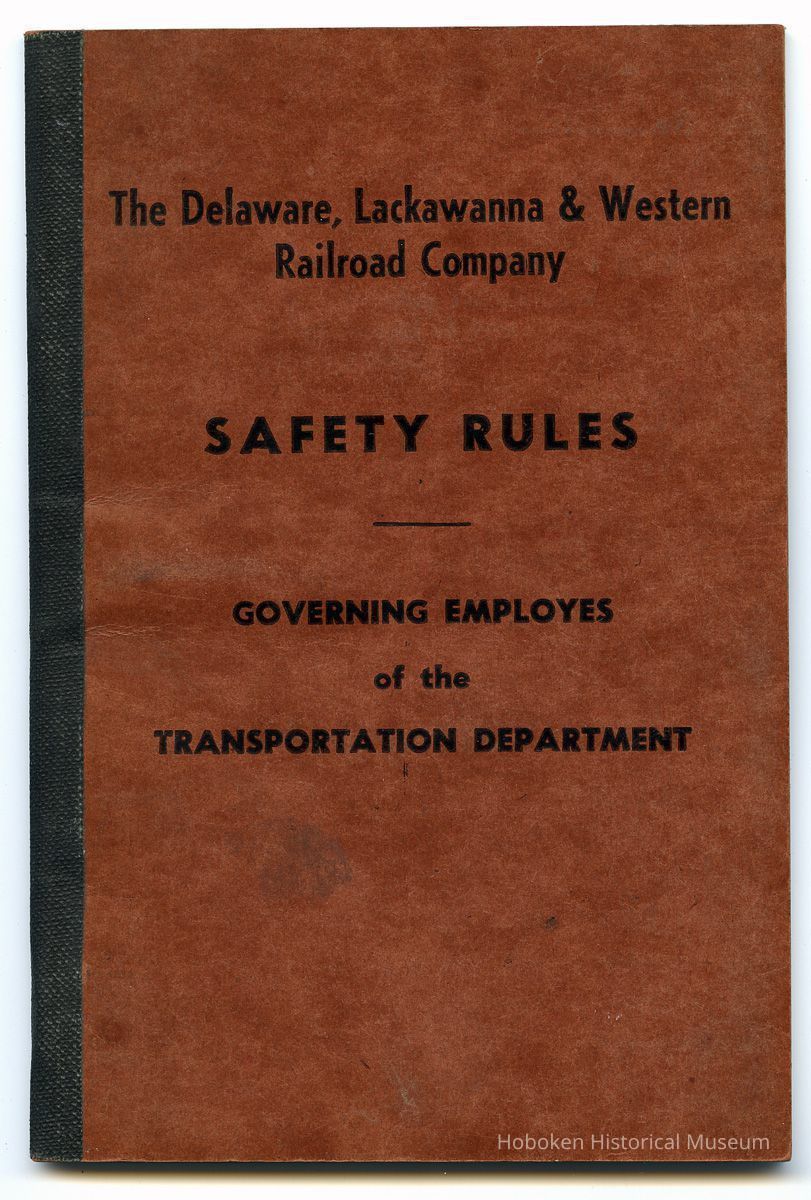 The Delaware, Lackawanna & Western
Railroad Company
SAFETY RULES
GOVERNING EMPLOYES
of the
TRANSPORTATION DEPARTMENT
Hoboken Historical Museum